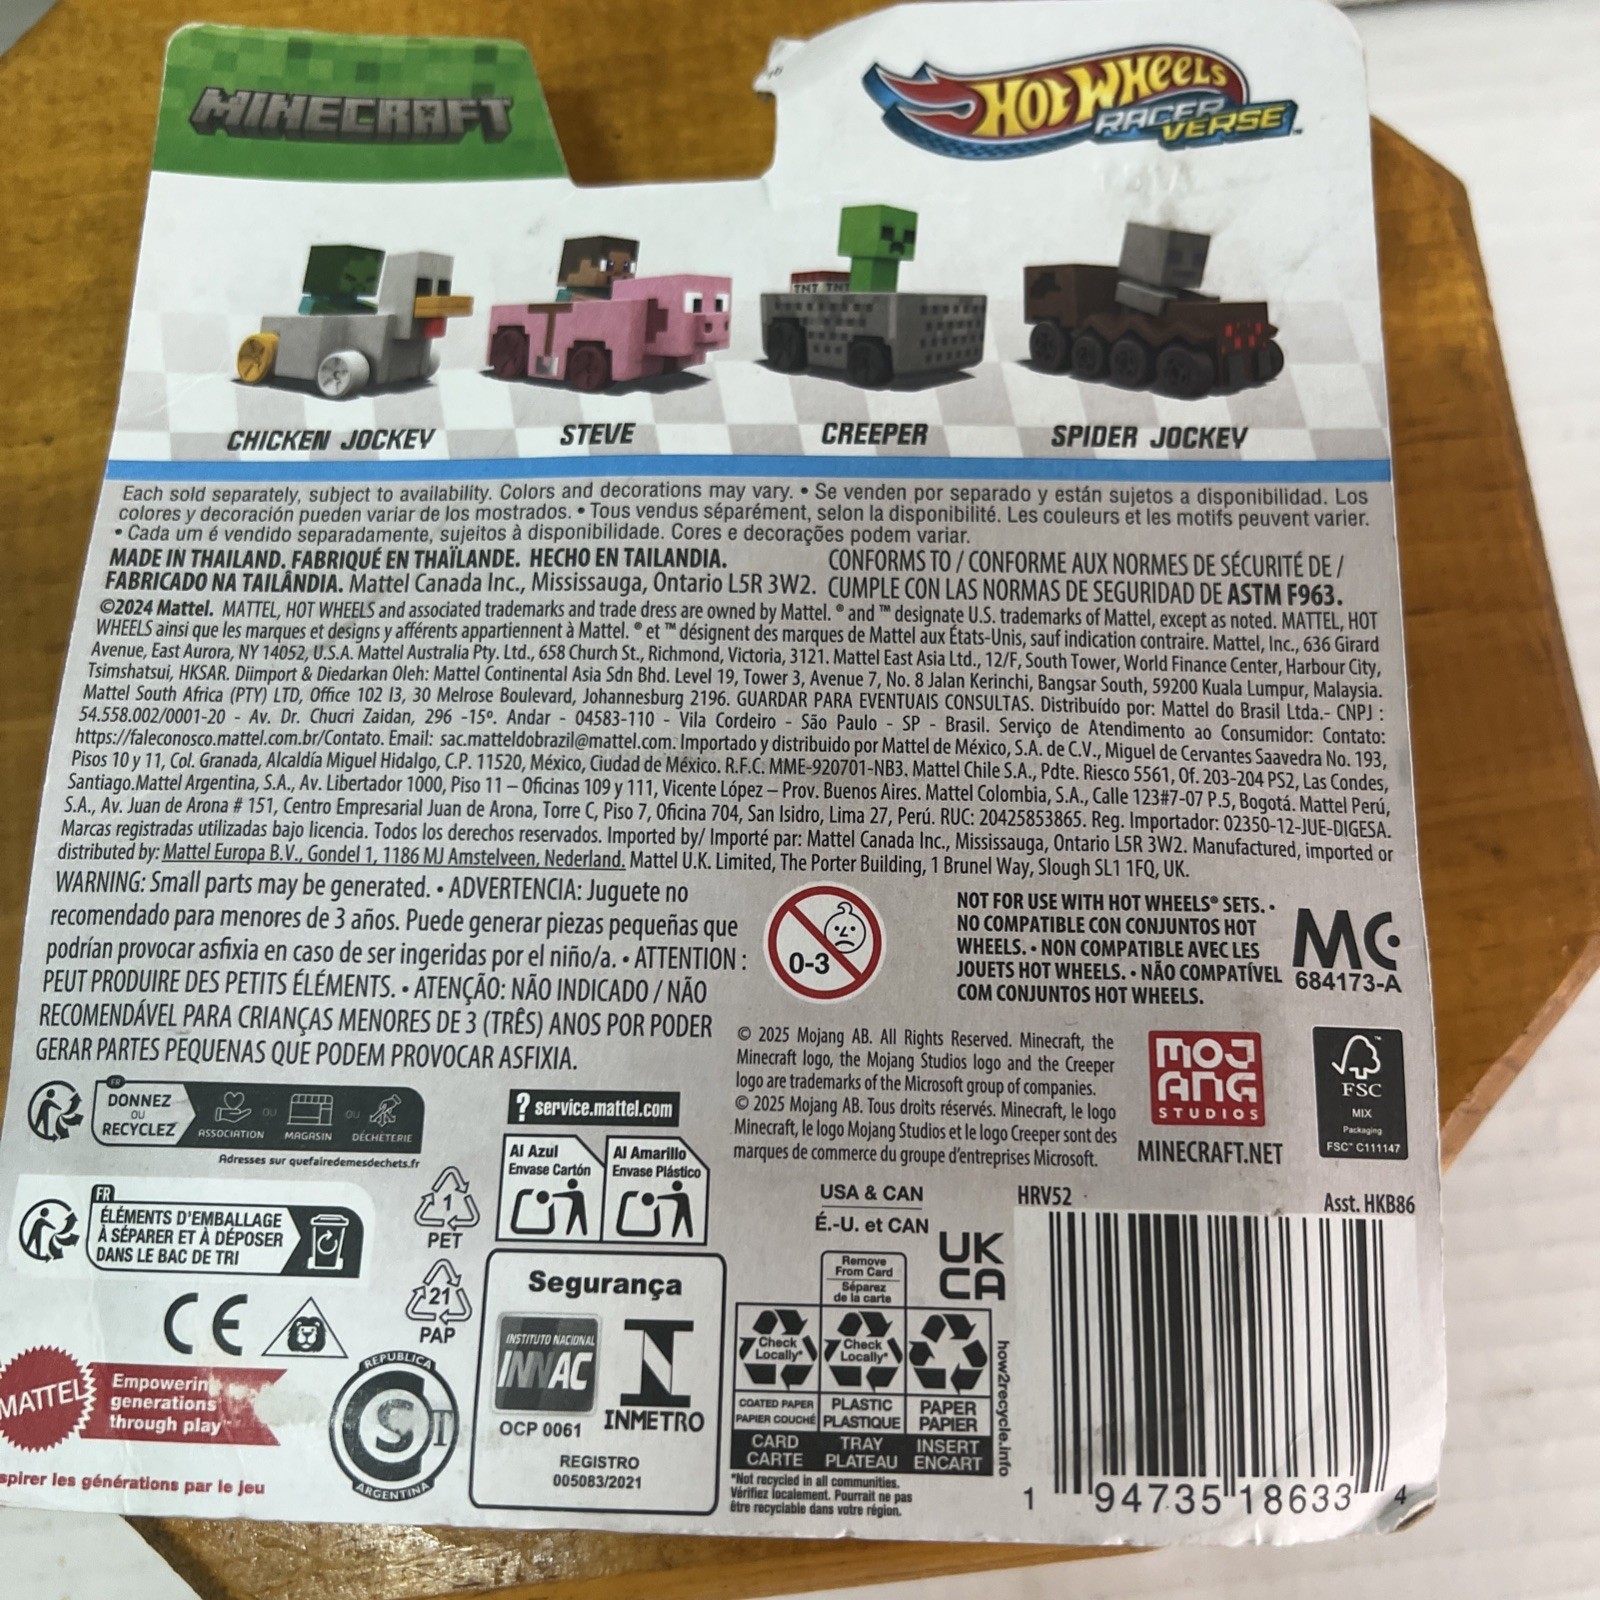 MINECRAFT
HOT WHEELS
RACER
VERSE™
TNT TNT
CHICKEN JOCKEY
STEVE
CREEPER
SPIDER JOCKEY
Each sold separately, subject to availability. Colors and decorations may vary. • Se venden por separado y están sujetos a disponibilidad. Los
colores y decoración pueden variar de los mostrados. • Tous vendus séparément, selon la disponibilité. Les couleurs et les motifs peuvent varier.
• Cada um é vendido separadamente, sujeitos à disponibilidade. Cores e decorações podem variar.
MADE IN THAILAND. FABRIQUÉ EN THAÏLANDE. HECHO EN TAILANDIA.
FABRICADO NA TAILÂNDIA. Mattel Canada Inc., Mississauga, Ontario L5R 3W2.
CONFORMS TO / CONFORME AUX NORMES DE SÉCURITÉ DE /
CUMPLE CON LAS NORMAS DE SEGURIDAD DE ASTM F963.
©2024 Mattel. MATTEL, HOT WHEELS and associated trademarks and trade dress are owned by Mattel. ® and ™ designate U.S. trademarks of Mattel, except as noted. MATTEL, HOT
WHEELS ainsi que les marques et designs y afférents appartiennent à Mattel. ® et ™ désignent des marques de Mattel aux États-Unis, sauf indication contraire. Mattel, Inc., 636 Girard
Avenue, East Aurora, NY 14052, U.S.A. Mattel Australia Pty. Ltd., 658 Church St., Richmond, Victoria, 3121. Mattel East Asia Ltd., 12/F, South Tower, World Finance Center, Harbour City,
Tsimshatsui, HKSAR. Diimport & Diedarkan Oleh: Mattel Continental Asia Sdn Bhd. Level 19, Tower 3, Avenue 7, No. 8 Jalan Kerinchi, Bangsar South, 59200 Kuala Lumpur, Malaysia.
Mattel South Africa (PTY) LTD, Office 102 I3, 30 Melrose Boulevard, Johannesburg 2196. GUARDAR PARA EVENTUAIS CONSULTAS. Distribuído por: Mattel do Brasil Ltda.- CNPJ :
54.558.002/0001-20 - Av. Dr. Chucri Zaidan, 296 -15º. Andar - 04583-110 - Vila Cordeiro - São Paulo - SP - Brasil. Serviço de Atendimento ao Consumidor: Contato:
https://faleconosco.mattel.com.br/Contato. Email: sac.matteldobrazil@mattel.com. Importado y distribuido por Mattel de México, S.A. de C.V., Miguel de Cervantes Saavedra No. 193,
Pisos 10 y 11, Col. Granada, Alcaldía Miguel Hidalgo, C.P. 11520, México, Ciudad de México. R.F.C. MME-920701-NB3. Mattel Chile S.A., Pdte. Riesco 5561, Of. 203-204 PS2, Las Condes,
Santiago.Mattel Argentina, S.A., Av. Libertador 1000, Piso 11 – Oficinas 109 y 111, Vicente López – Prov. Buenos Aires. Mattel Colombia, S.A., Calle 123#7-07 P.5, Bogotá. Mattel Perú,
S.A., Av. Juan de Arona # 151, Centro Empresarial Juan de Arona, Torre C, Piso 7, Oficina 704, San Isidro, Lima 27, Perú. RUC: 20425853865. Reg. Importador: 02350-12-JUE-DIGESA.
Marcas registradas utilizadas bajo licencia. Todos los derechos reservados. Imported by/ Importé par: Mattel Canada Inc., Mississauga, Ontario L5R 3W2. Manufactured, imported or
distributed by: Mattel Europa B.V., Gondel 1, 1186 MJ Amstelveen, Nederland. Mattel U.K. Limited, The Porter Building, 1 Brunel Way, Slough SL1 1FQ, UK.
WARNING: Small parts may be generated. • ADVERTENCIA: Juguete no
recomendado para menores de 3 años. Puede generar piezas pequeñas que
podrían provocar asfixia en caso de ser ingeridas por el niño/a. • ATTENTION :
PEUT PRODUIRE DES PETITS ÉLÉMENTS. • ATENÇÃO: NÃO INDICADO / NÃO
RECOMENDÁVEL PARA CRIANÇAS MENORES DE 3 (TRÊS) ANOS POR PODER
GERAR PARTES PEQUENAS QUE PODEM PROVOCAR ASFIXIA.
0-3
NOT FOR USE WITH HOT WHEELS® SETS. •
NO COMPATIBLE CON CONJUNTOS HOT
WHEELS. • NON COMPATIBLE AVEC LES
JOUETS HOT WHEELS. • NÃO COMPATÍVEL
COM CONJUNTOS HOT WHEELS.
MC
684173-A
© 2025 Mojang AB. All Rights Reserved. Minecraft, the
Minecraft logo, the Mojang Studios logo and the Creeper
logo are trademarks of the Microsoft group of companies.
© 2025 Mojang AB. Tous droits réservés. Minecraft, le logo
Minecraft, le logo Mojang Studios et le logo Creeper sont des
marques de commerce du groupe d'entreprises Microsoft.
MOJ
ANG
STUDIOS
MINECRAFT.NET
FSC
MIX
Packaging
FSC™ C111147
FR
DONNEZ
OU
RECYCLEZ
ASSOCIATION
OU
MAGASIN
OU
DÉCHÈTERIE
Adresses sur quefairedemesdechets.fr
? service.mattel.com
Al Azul
Envase Cartón
Al Amarillo
Envase Plástico
FR
ÉLÉMENTS D'EMBALLAGE
À SÉPARER ET À DÉPOSER
DANS LE BAC DE TRI
1
PET
21
PAP
CE
MATTEL
Empowerin
generations
through play™
spirer les générations par le jeu
REPUBLICA
S
T
ARGENTINA
Segurança
INSTITUTO NACIONAL
INNAC
OCP 0061
INMETRO
REGISTRO
005083/2021
USA & CAN
É.-U. et CAN
UK
CA
Remove
From Card
Séparez
de la carte
Check
Locally*
Check
Locally*
COATED PAPER
PAPIER COUCHÉ
PLASTIC
PLASTIQUE
PAPER
PAPIER
CARD
CARTE
TRAY
PLATEAU
INSERT
ENCART
how2recycle.info
*Not recycled in all communities.
Vérifiez localement. Pourrait ne pas
être recyclable dans votre région.
HRV52
Asst. HKB86
1 94735 18633 4